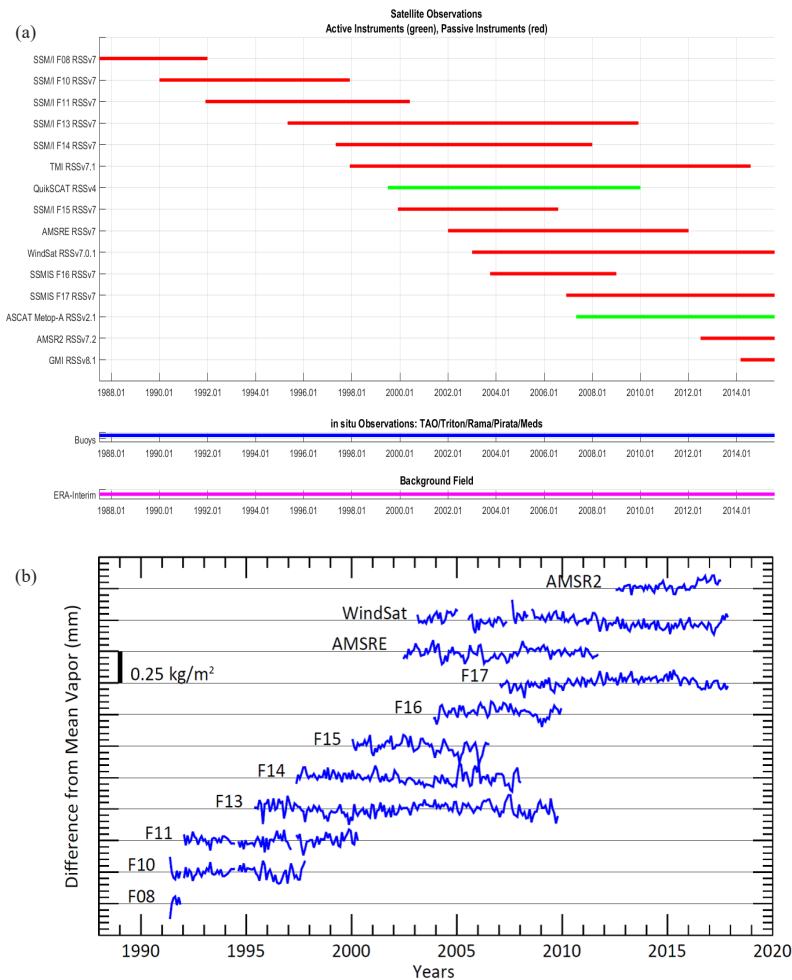 (a)
Satellite Observations
Active Instruments (green), Passive Instruments (red)
SSM/I F08 RSSv7
SSM/I F10 RSSv7
SSM/I F11 RSSv7
SSM/I F13 RSSv7
SSM/I F14 RSSv7
TMI RSSv7.1
QuikSCAT RSSv4
SSM/I F15 RSSv7
AMSRE RSSv7
WindSat RSSv7.0.1
SSMIS F16 RSSv7
SSMIS F17 RSSv7
ASCAT Metop-A RSSv2.1
AMSR2 RSSv7.2
GMI RSSv8.1
1988.01 1990.01 1992.01 1994.01 1996.01 1998.01 2000.01 2002.01 2004.01 2006.01 2008.01 2010.01 2012.01 2014.01
in situ Observations: TAO/Triton/Rama/Pirata/Meds
Buoys
1988.01 1990.01 1992.01 1994.01 1996.01 1998.01 2000.01 2002.01 2004.01 2006.01 2008.01 2010.01 2012.01 2014.01
Background Field
ERA-Interim
1988.01 1990.01 1992.01 1994.01 1996.01 1998.01 2000.01 2002.01 2004.01 2006.01 2008.01 2010.01 2012.01 2014.01
(b)
Difference from Mean Vapor (mm)
AMSR2
WindSat
AMSRE
0.25 kg/m²
F17
F16
F15
F14
F13
F11
F10
F08
1990 1995 2000 2005 2010 2015 2020
Years